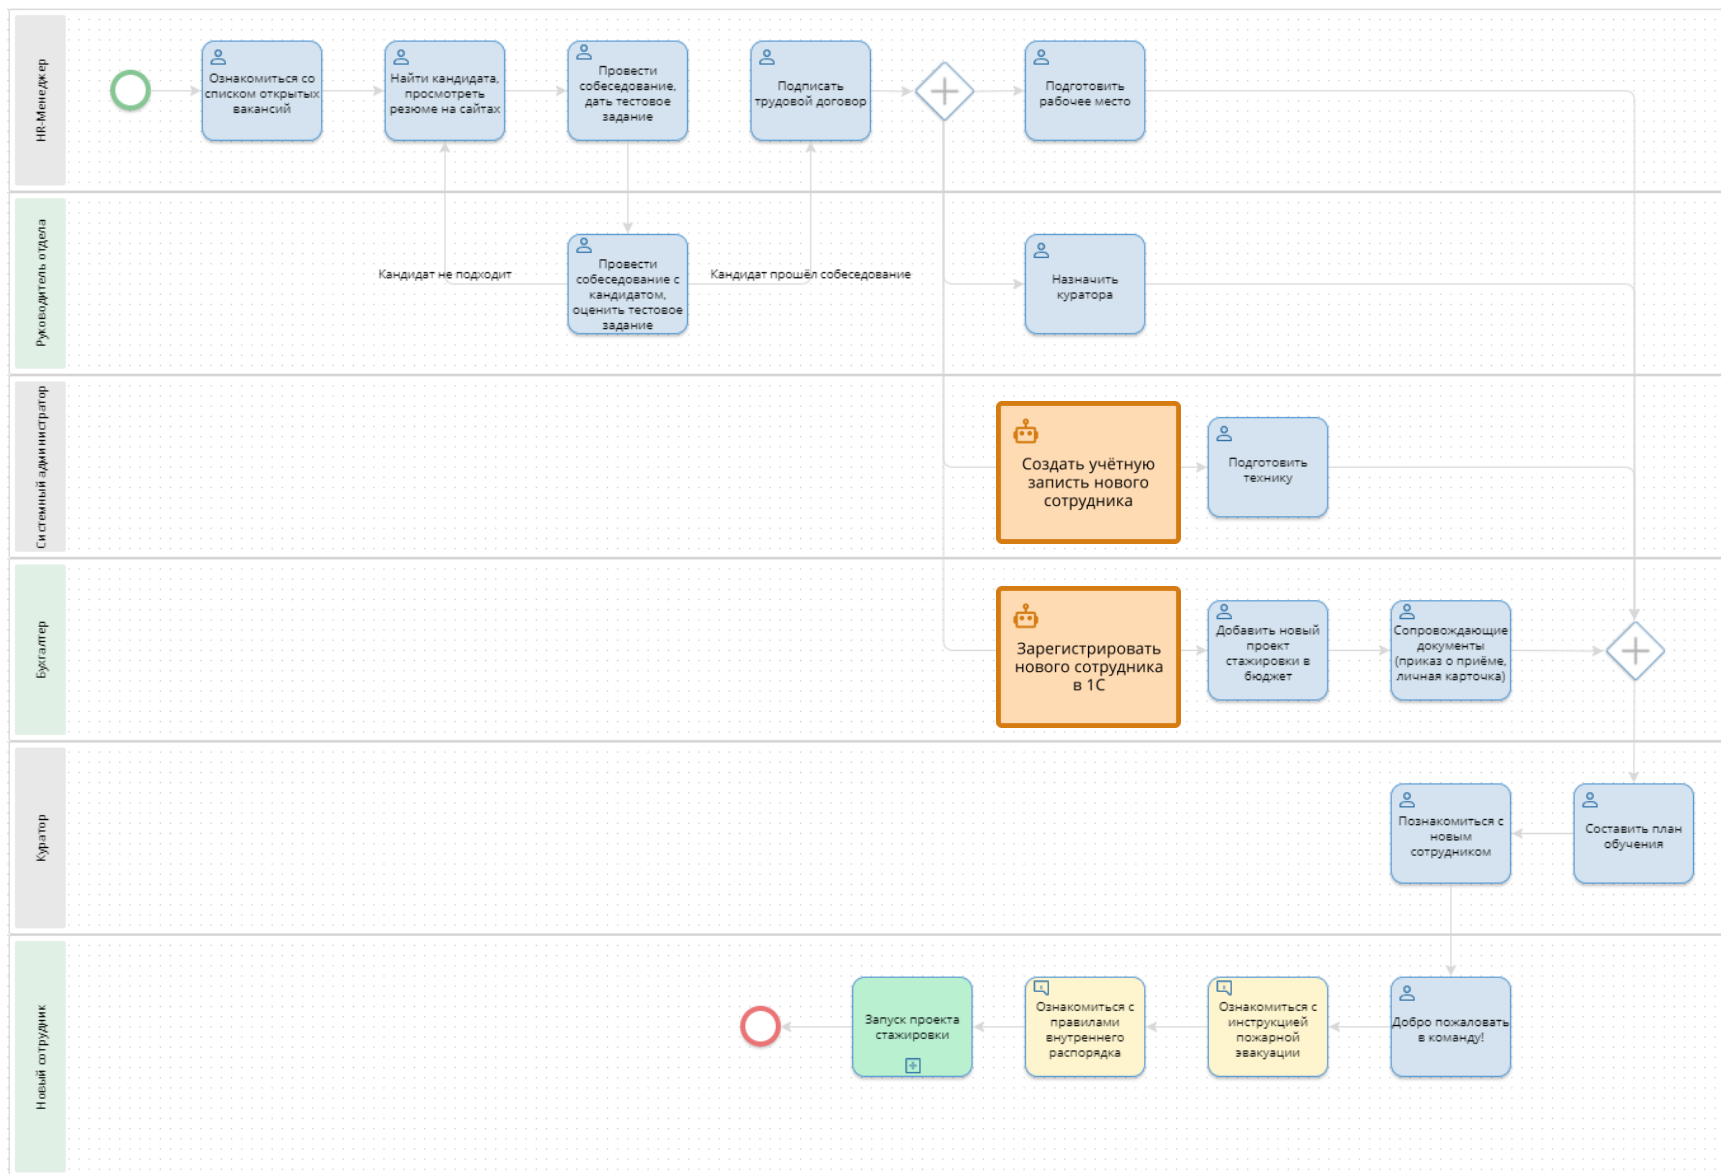 HR-Менеджер
Ознакомиться со
списком открытых
вакансий
Найти кандидата,
просмотреть
резюме на сайтах
Провести
собеседование,
дать тестовое
задание
Подписать
трудовой договор
Подготовить
рабочее место
Руководитель отдела
Кандидат не подходит
Провести
собеседование с
кандидатом,
оценить тестовое
задание
Кандидат прошёл собеседование
Назначить
куратора
Системный администратор
Создать учётную
запистть нового
сотрудника
Подготовить
технику
Бухгалтер
Зарегистрировать
нового сотрудника
в 1С
Добавить новый
проект
стажировки в
бюджет
Сопровождающие
документы
(приказ о приёме,
личная карточка)
Куратор
Познакомиться с
новым
сотрудником
Составить план
обучения
Новый сотрудник
Запуск проекта
стажировки
Ознакомиться с
правилами
внутреннего
распорядка
Ознакомиться с
инструкцией
пожарной
эвакуации
Добро пожаловать
в команду!